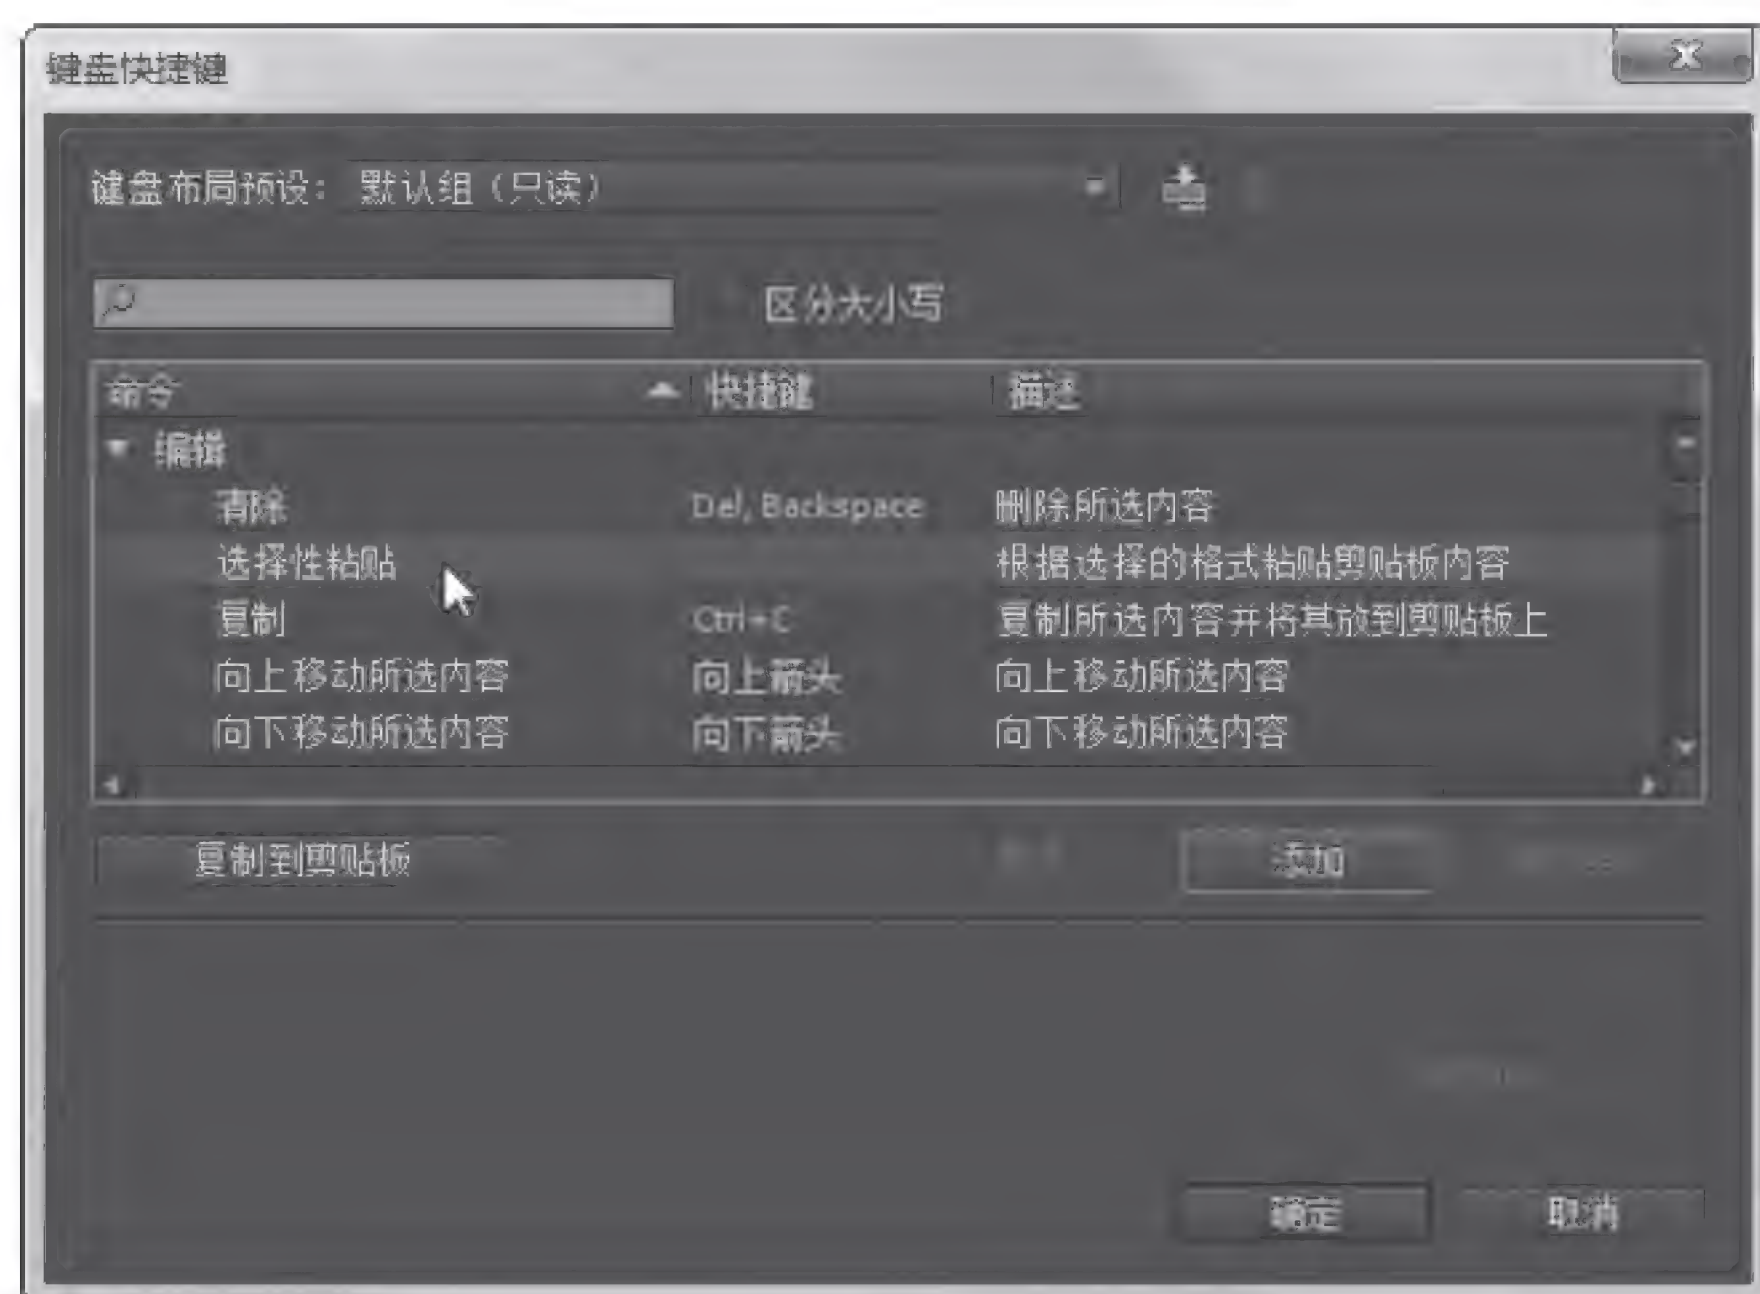 键盘快捷键
键盘布局预设： 默认组（只读）
区分大小写
命令 快捷键 描述
编辑
清除 Del, Backspace 删除所选内容
选择性粘贴 根据选择的格式粘贴剪贴板内容
复制 Ctrl+C 复制所选内容并将其放到剪贴板上
向上移动所选内容 向上箭头 向上移动所选内容
向下移动所选内容 向下箭头 向下移动所选内容
复制到剪贴板 添加
确定 取消